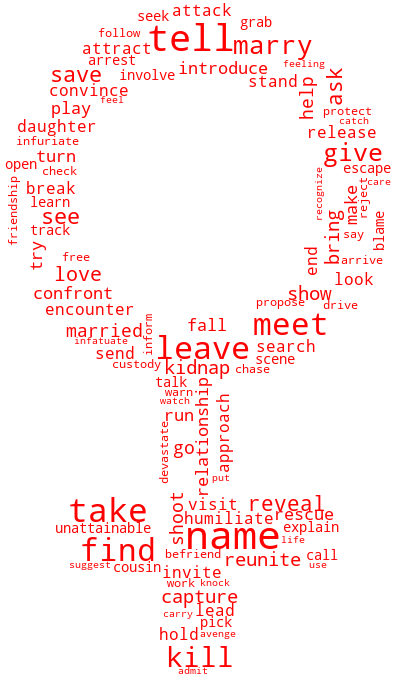 attack
seek
grab
follow
tell
marry
attract
feeling
arrest
introduce
save
involve
stand
help
ask
convince
feel
play
protect
catch
daughter
release
infuriate
turn
give
open
check
escape
recognize
care
break
make
reject
friendship
learn
see
bring
blame
track
say
try
end
free
arrive
love
look
confront
show
propose
drive
encounter
meet
inform
fall
married
infatuate
leave
search
send
scene
custody
kidnap
chase
talk
warn
watch
relationship
approach
run
devastate
go
put
shoot
visit
reveal
take
humiliate
rescue
unattainable
name
explain
life
find
befriend
reunite
call
suggest
cousin
use
invite
work
knock
capture
carry
lead
pick
hold
avenge
kill
admit